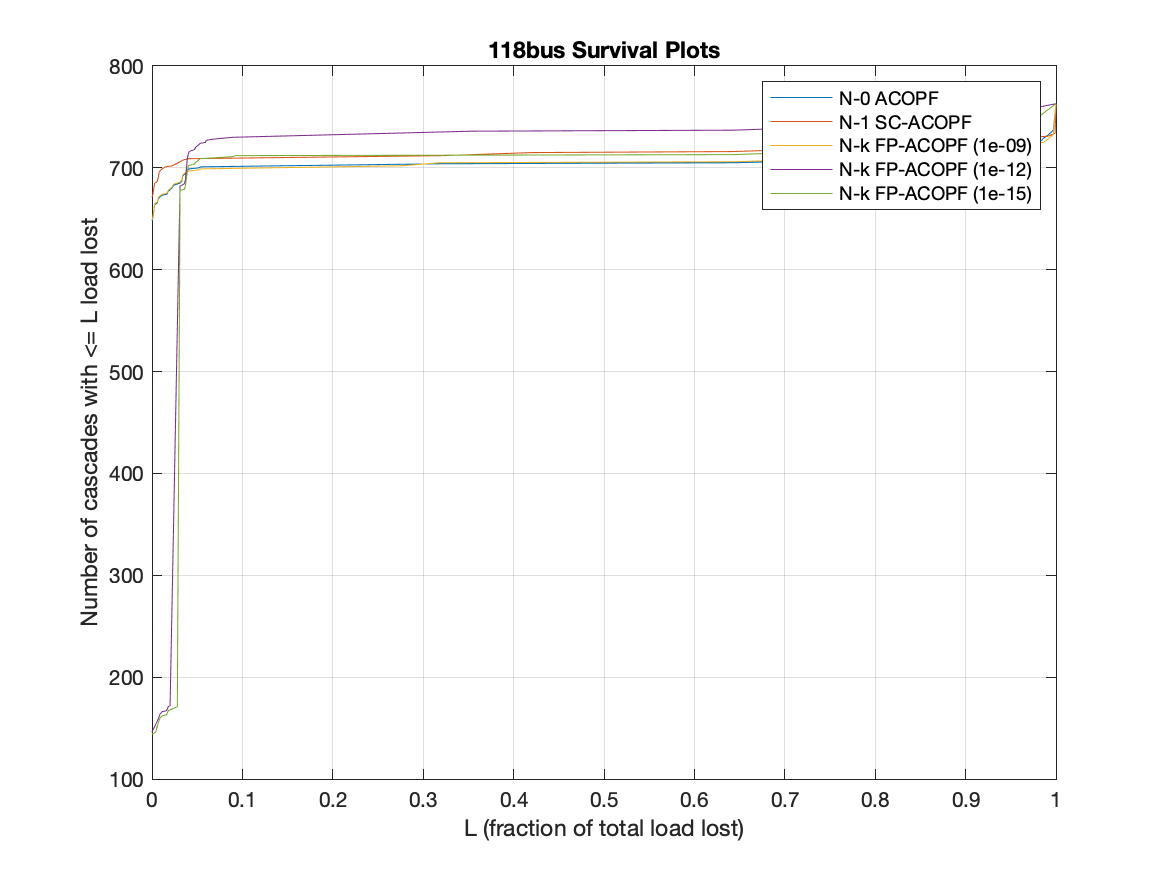 118bus Survival Plots
800
700
600
500
400
300
200
100
Number of cascades with <= L load lost
N-0 ACOPF
N-1 SC-ACOPF
N-k FP-ACOPF (1e-09)
N-k FP-ACOPF (1e-12)
N-k FP-ACOPF (1e-15)
0
0.1
0.2
0.3
0.4
0.5
0.6
0.7
0.8
0.9
1
L (fraction of total load lost)